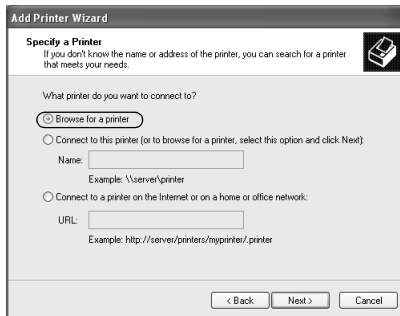 Add Printer Wizard
Specify a Printer
If you don't know the name or address of the printer, you can search for a printer
that meets your needs.
What printer do you want to connect to?
Browse for a printer
Connect to this printer (or to browse for a printer, select this option and click Next):
Name:
Example: \\server\printer
Connect to a printer on the Internet or on a home or office network:
URL:
Example: http://server/printers/myprinter/.printer
< Back Next > Cancel